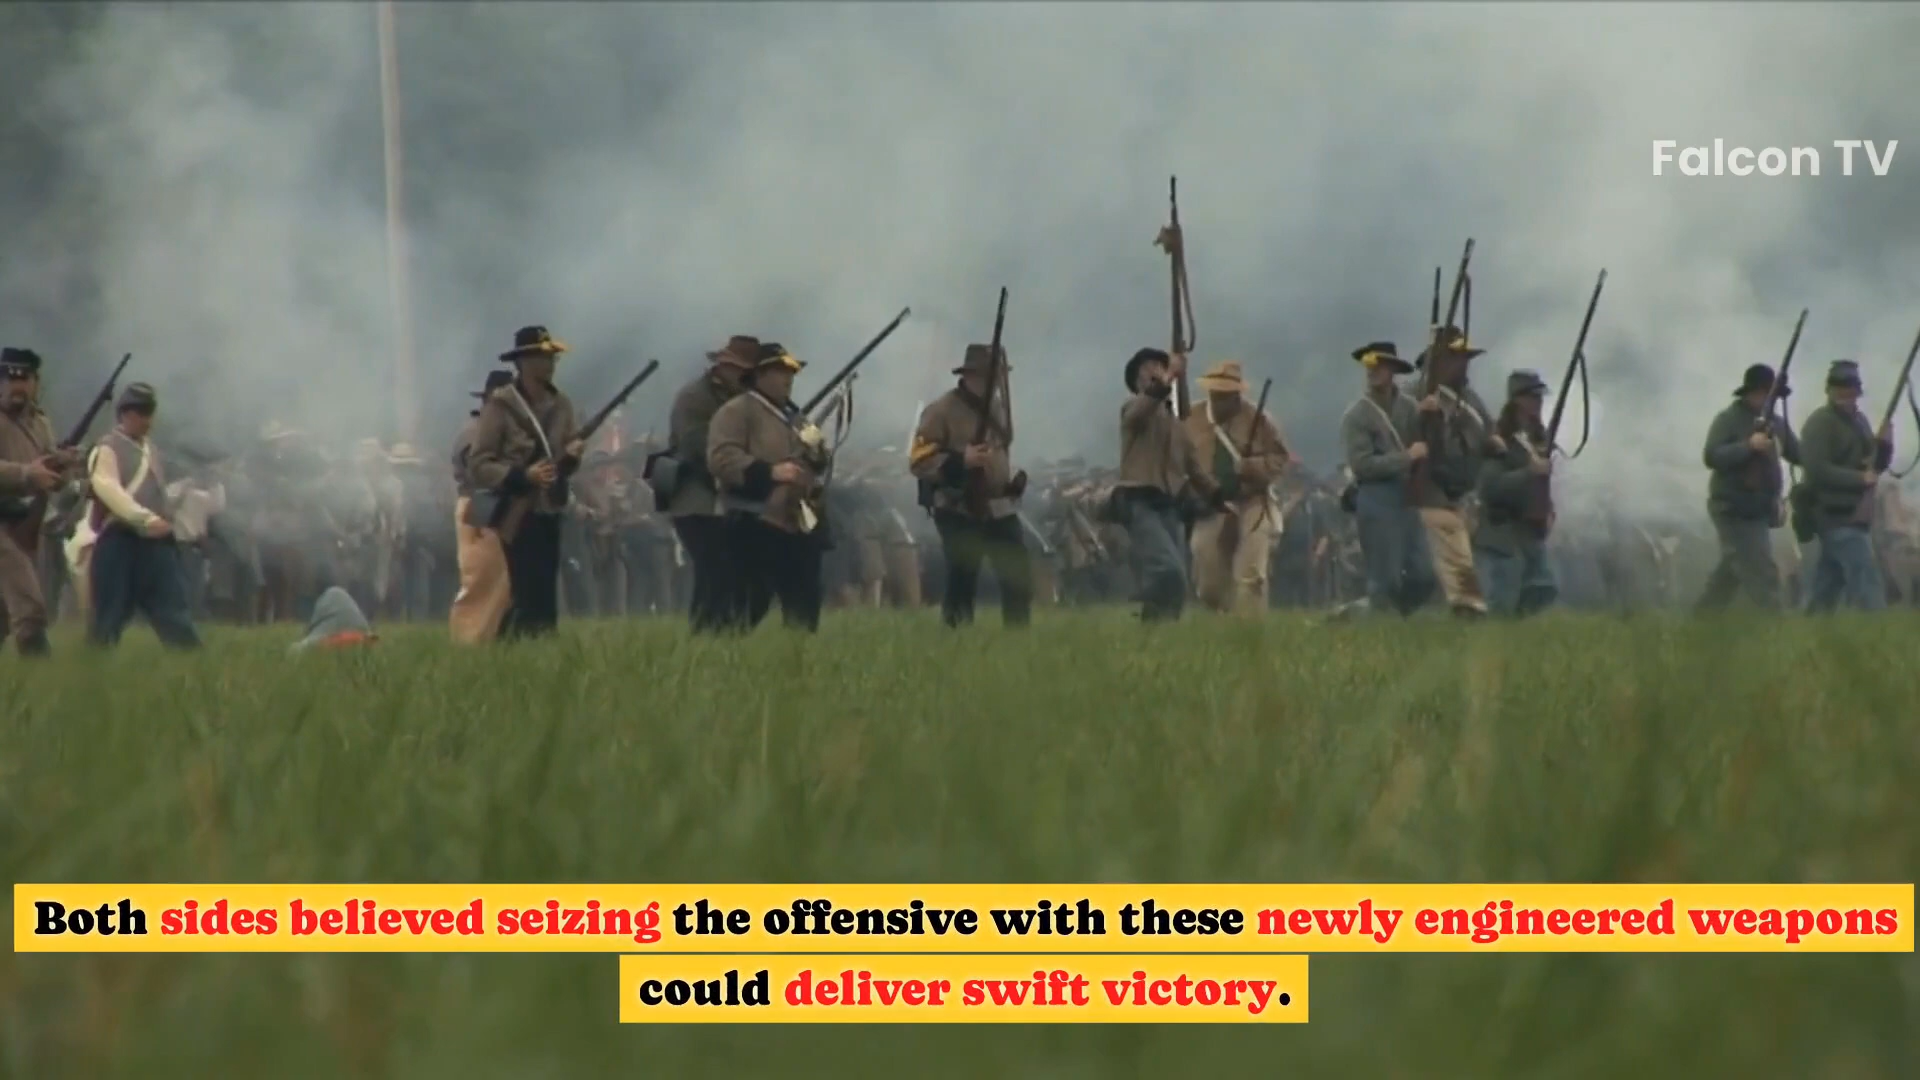 Falcon TV
Both sides believed seizing the offensive with these newly engineered weapons
could deliver swift victory.